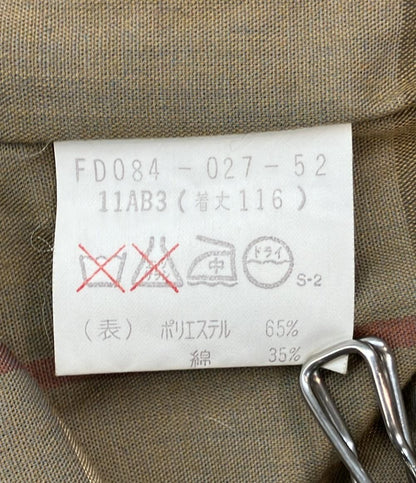 FD084-027-52
11AB3(着丈116)
中 ドライ
S-2
(表) ポリエステル 65%
綿 35%